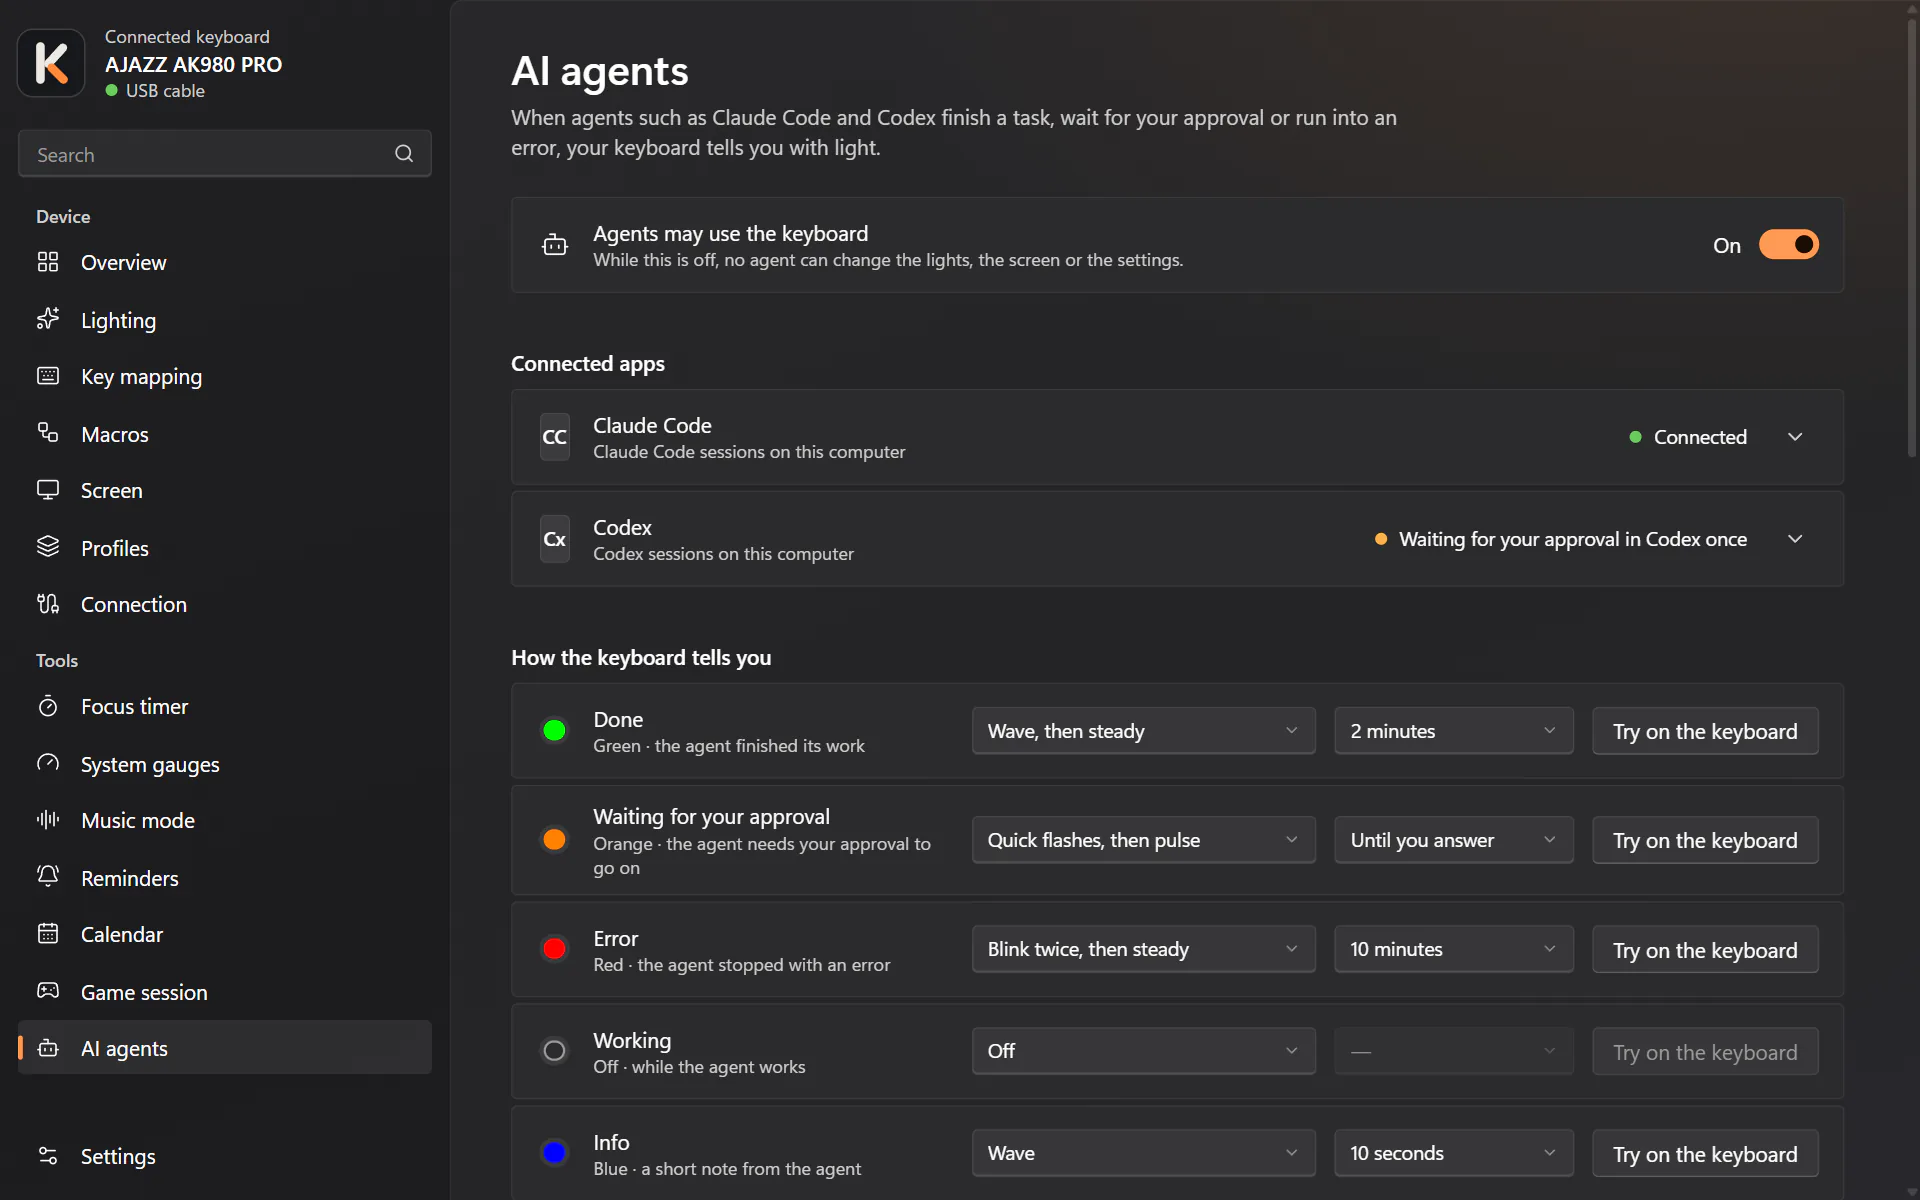 Connected keyboard
AJAZZ AK980 PRO
USB cable
Search
Device
Overview
Lighting
Key mapping
Macros
Screen
Profiles
Connection
Tools
Focus timer
System gauges
Music mode
Reminders
Calendar
Game session
AI agents
Settings
AI agents
When agents such as Claude Code and Codex finish a task, wait for your approval or run into an
error, your keyboard tells you with light.
Agents may use the keyboard
While this is off, no agent can change the lights, the screen or the settings.
On
Connected apps
CC
Claude Code
Claude Code sessions on this computer
Connected
Cx
Codex
Codex sessions on this computer
Waiting for your approval in Codex once
How the keyboard tells you
Done
Green · the agent finished its work
Wave, then steady
2 minutes
Try on the keyboard
Waiting for your approval
Orange · the agent needs your approval to
go on
Quick flashes, then pulse
Until you answer
Try on the keyboard
Error
Red · the agent stopped with an error
Blink twice, then steady
10 minutes
Try on the keyboard
Working
Off · while the agent works
Off
—
Try on the keyboard
Info
Blue · a short note from the agent
Wave
10 seconds
Try on the keyboard